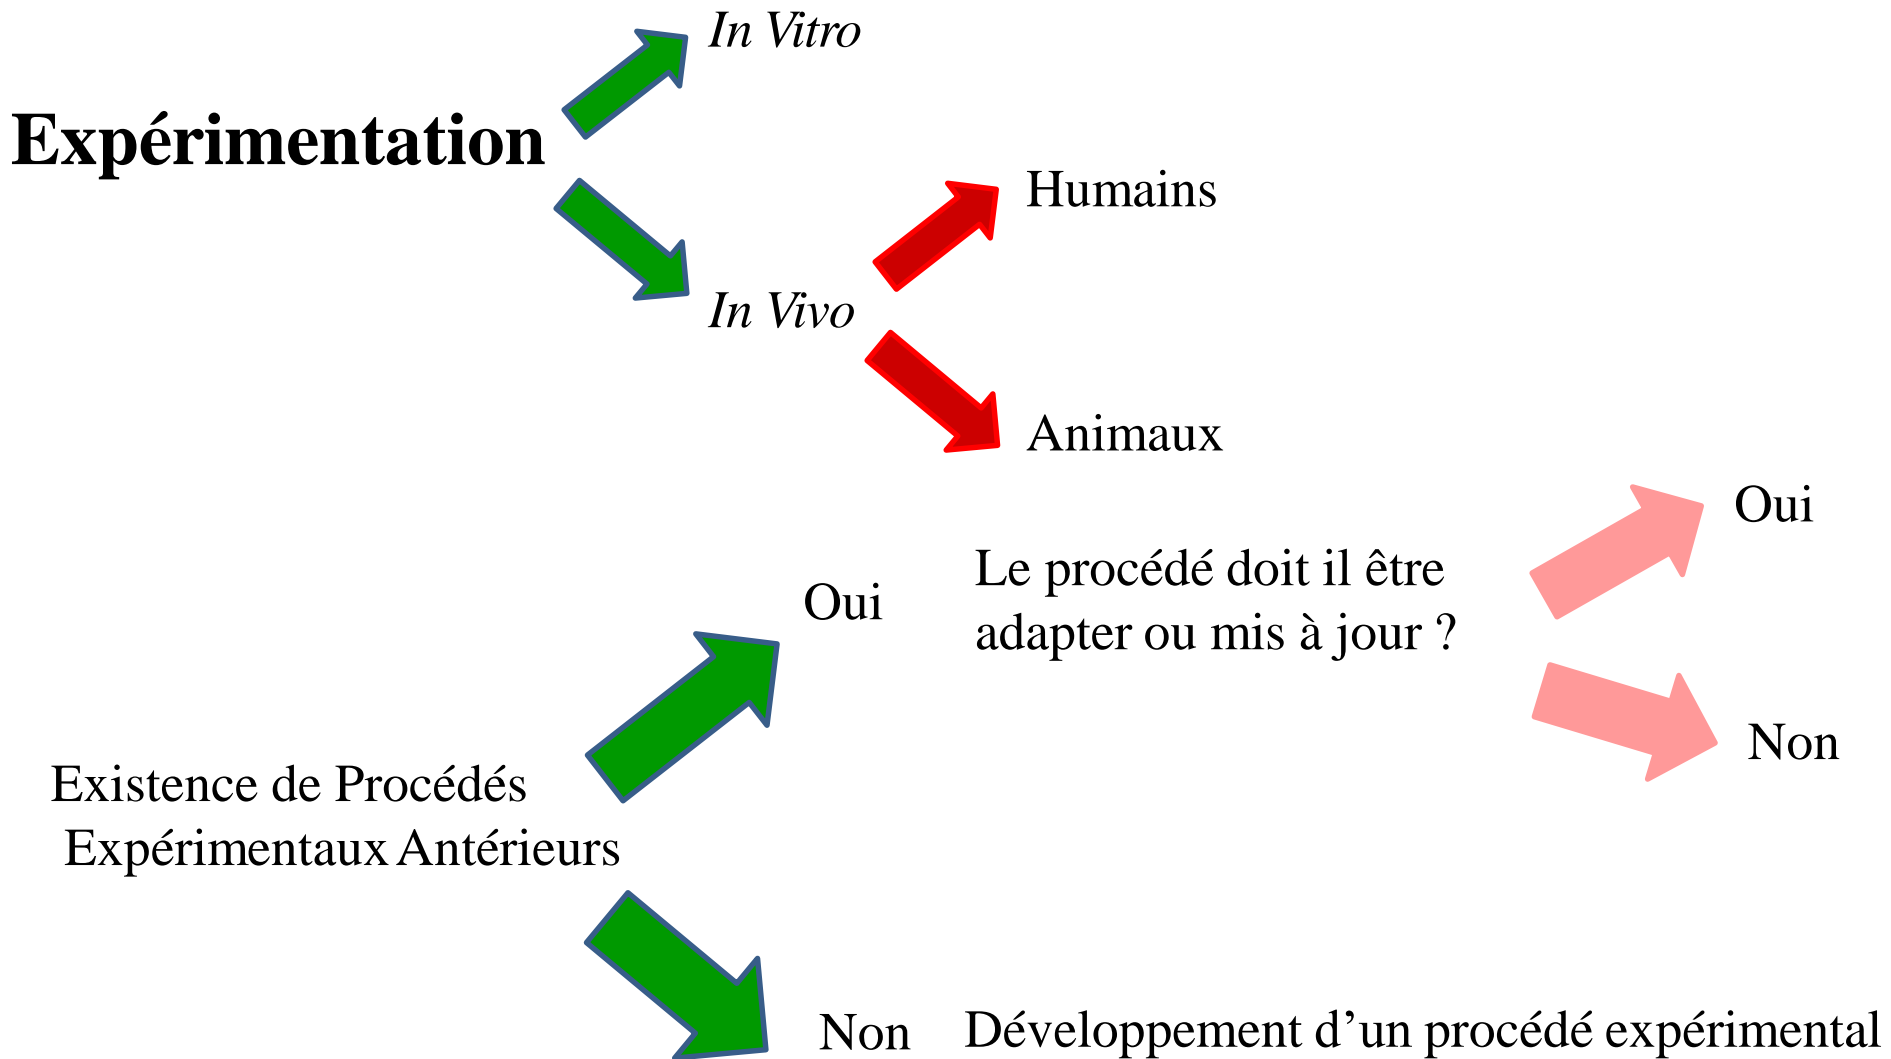 In Vitro
Expérimentation
Humains
In Vivo
Animaux
Oui
Le procédé doit il être
adapter ou mis à jour ?
Oui
Non
Existence de Procédés
Expérimentaux Antérieurs
Non
Développement d’un procédé expérimental